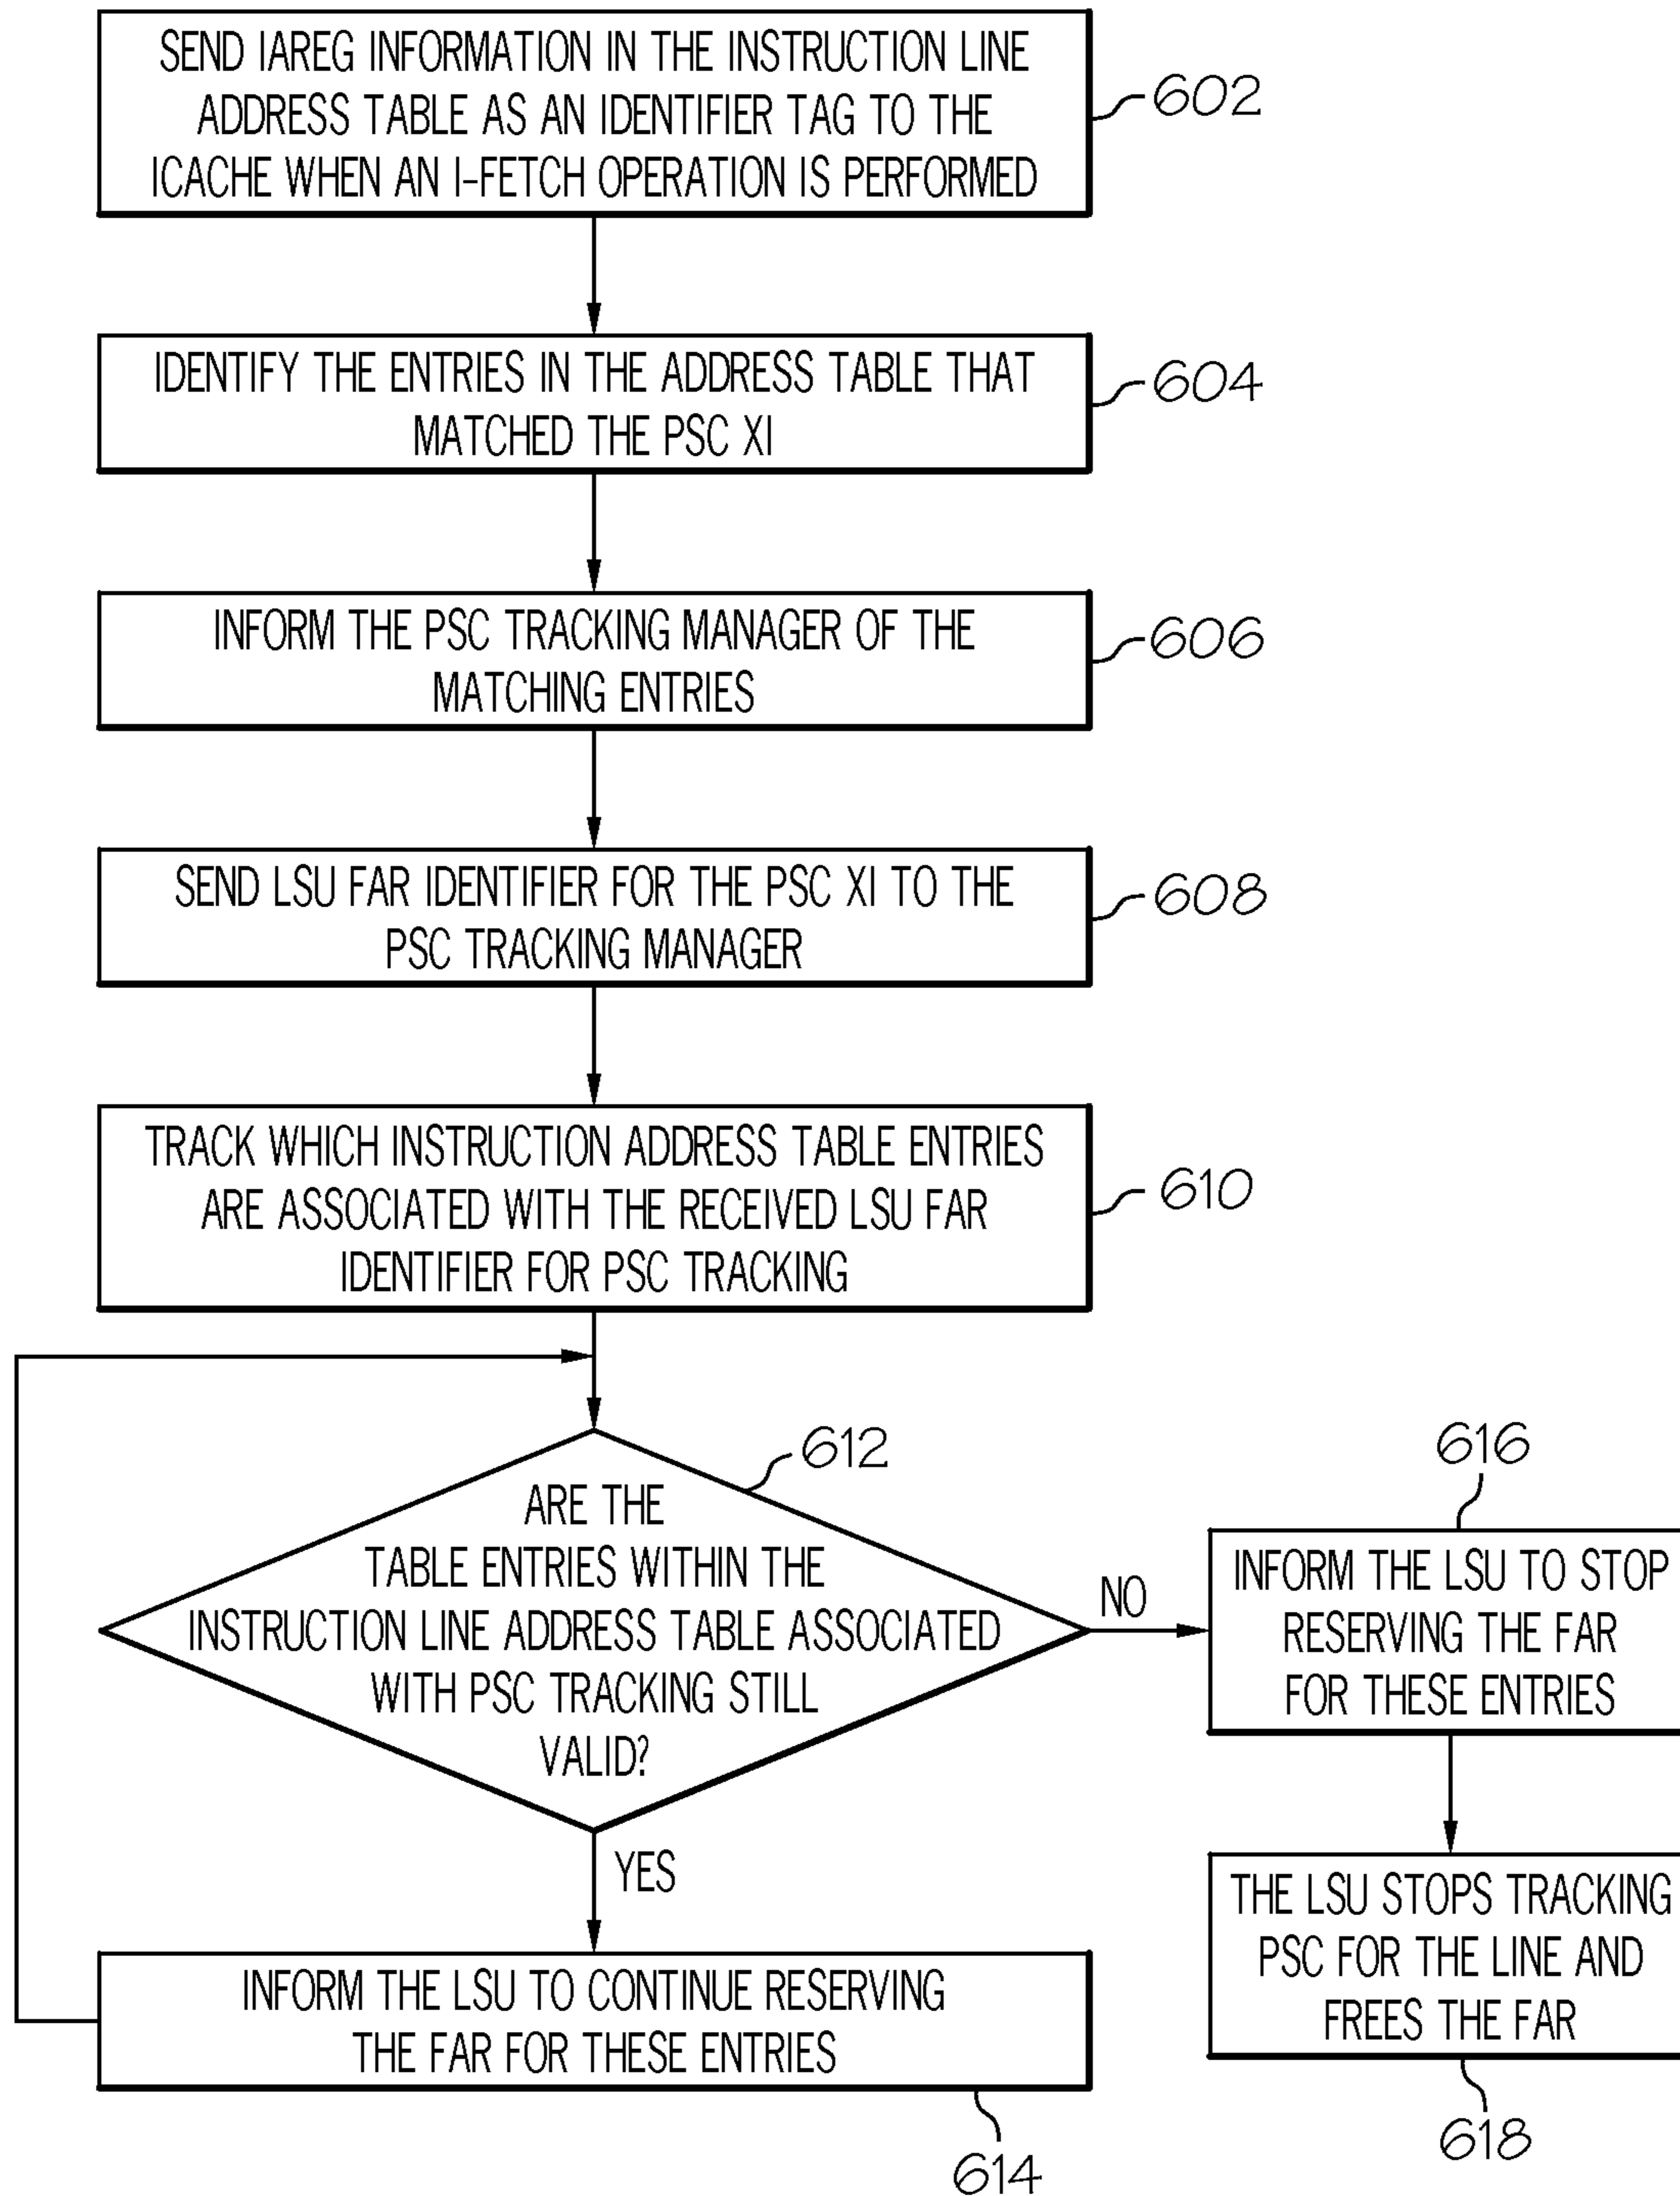 SEND IAREG INFORMATION IN THE INSTRUCTION LINE
ADDRESS TABLE AS AN IDENTIFIER TAG TO THE
ICACHE WHEN AN I-FETCH OPERATION IS PERFORMED
602
IDENTIFY THE ENTRIES IN THE ADDRESS TABLE THAT
MATCHED THE PSC XI
604
INFORM THE PSC TRACKING MANAGER OF THE
MATCHING ENTRIES
606
SEND LSU FAR IDENTIFIER FOR THE PSC XI TO THE
PSC TRACKING MANAGER
608
TRACK WHICH INSTRUCTION ADDRESS TABLE ENTRIES
ARE ASSOCIATED WITH THE RECEIVED LSU FAR
IDENTIFIER FOR PSC TRACKING
610
612
ARE THE
TABLE ENTRIES WITHIN THE
INSTRUCTION LINE ADDRESS TABLE ASSOCIATED
WITH PSC TRACKING STILL
VALID?
NO
616
INFORM THE LSU TO STOP
RESERVING THE FAR
FOR THESE ENTRIES
YES
THE LSU STOPS TRACKING
PSC FOR THE LINE AND
FREES THE FAR
618
INFORM THE LSU TO CONTINUE RESERVING
THE FAR FOR THESE ENTRIES
614